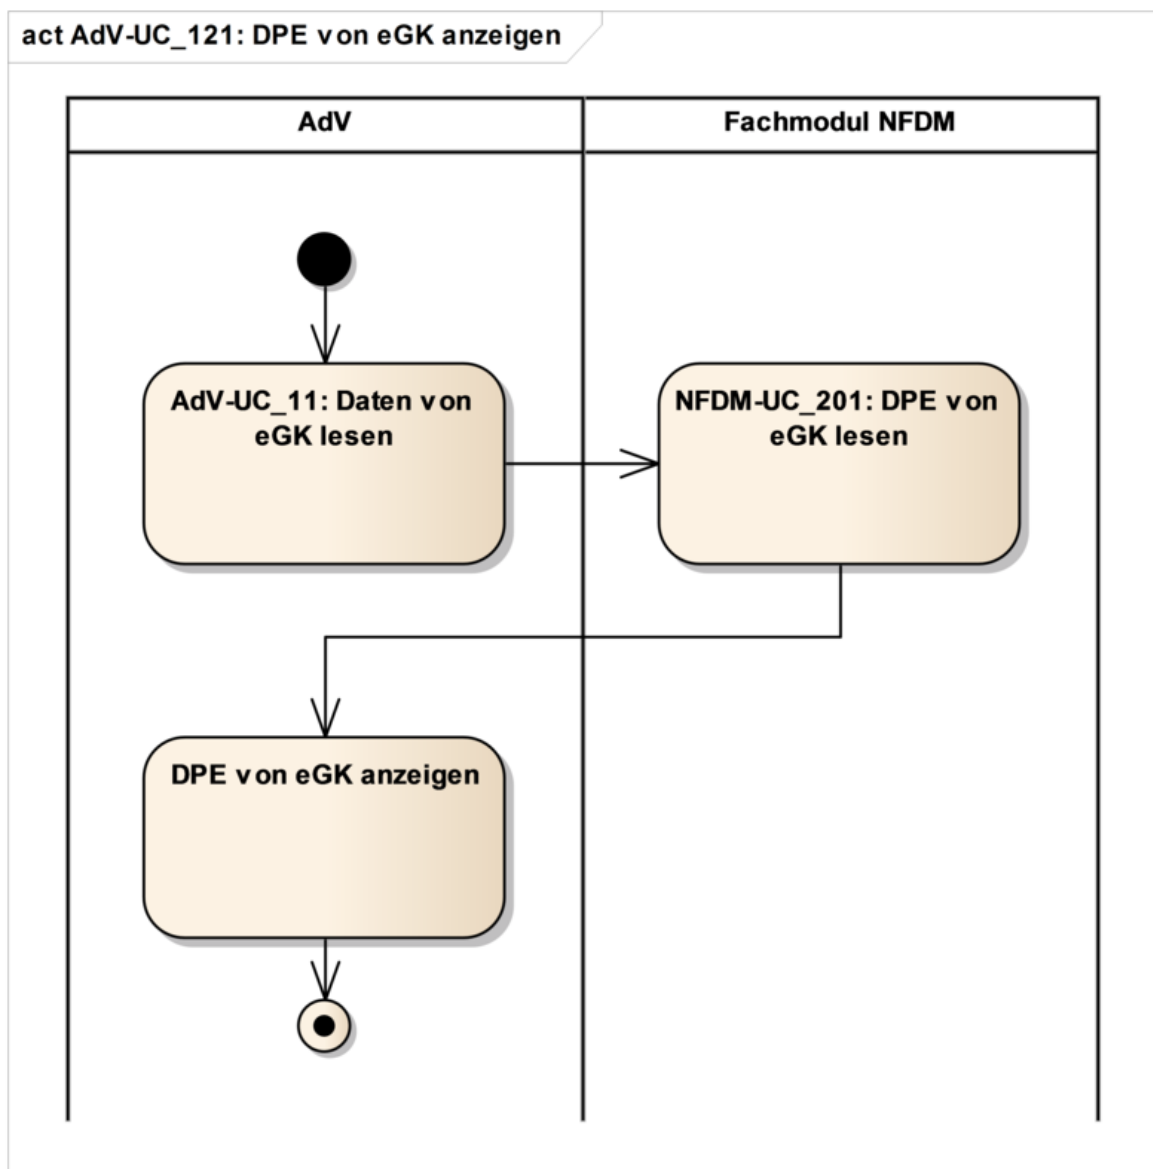 act AdV-UC_121: DPE von eGK anzeigen
AdV
Fachmodul NFDM
AdV-UC_11: Daten von
eGK lesen
NFDM-UC_201: DPE von
eGK lesen
DPE von eGK anzeigen